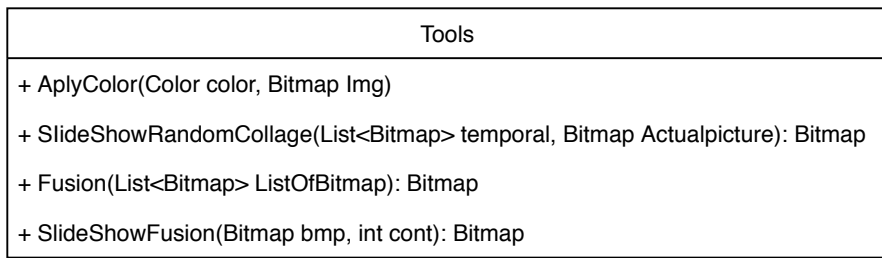 Tools
+ AplyColor(Color color, Bitmap Img)
+ SlideShowRandomCollage(List<Bitmap> temporal, Bitmap Actualpicture): Bitmap
+ Fusion(List<Bitmap> ListOfBitmap): Bitmap
+ SlideShowFusion(Bitmap bmp, int cont): Bitmap